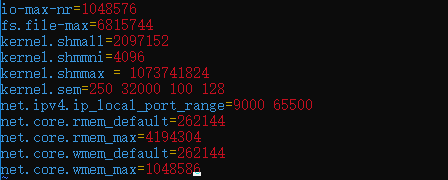 io-max-nr=1048576
fs.file-max=6815744
kernel.shmall=2097152
kernel.shmmni=4096
kernel.shmmax = 1073741824
kernel.sem=250 32000 100 128
net.ipv4.ip_local_port_range=9000 65500
net.core.rmem_default=262144
net.core.rmem_max=4194304
net.core.wmem_default=262144
net.core.wmem_max=1048586
~